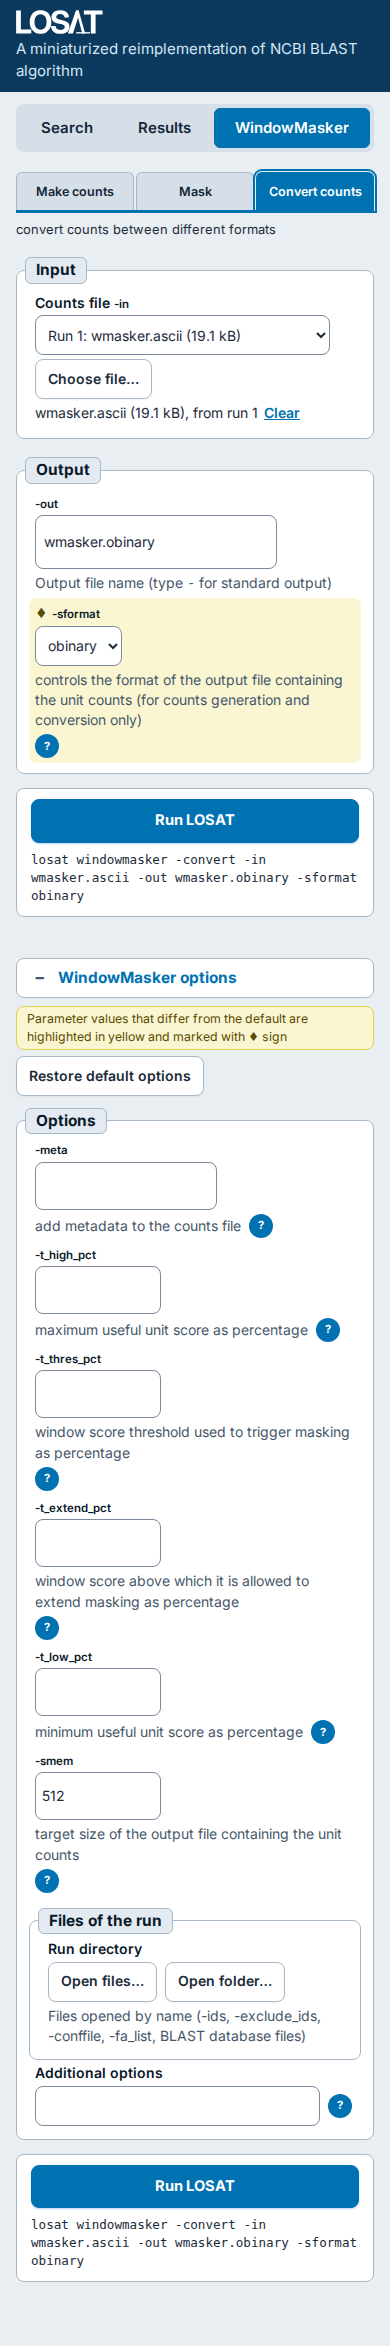 LOSAT
A miniaturized reimplementation of NCBI BLAST
algorithm
Search
Results
WindowMasker
Make counts
Mask
Convert counts
convert counts between different formats
Input
Counts file -in
Run 1: wmasker.ascii (19.1 kB)
Choose file...
wmasker.ascii (19.1 kB), from run 1 Clear
Output
-out
wmasker.obinary
Output file name (type - for standard output)
♦ -sformat
obinary
controls the format of the output file containing
the unit counts (for counts generation and
conversion only)
?
Run LOSAT
losat windowmasker -convert -in
wmasker.ascii -out wmasker.obinary -sformat
obinary
− WindowMasker options
Parameter values that differ from the default are
highlighted in yellow and marked with ♦ sign
Restore default options
Options
-meta
add metadata to the counts file ?
-t_high_pct
maximum useful unit score as percentage ?
-t_thres_pct
window score threshold used to trigger masking
as percentage
?
-t_extend_pct
window score above which it is allowed to
extend masking as percentage
?
-t_low_pct
minimum useful unit score as percentage ?
-smem
512
target size of the output file containing the unit
counts
?
Files of the run
Run directory
Open files...
Open folder...
Files opened by name (-ids, -exclude_ids,
-conffile, -fa_list, BLAST database files)
Additional options
?
Run LOSAT
losat windowmasker -convert -in
wmasker.ascii -out wmasker.obinary -sformat
obinary